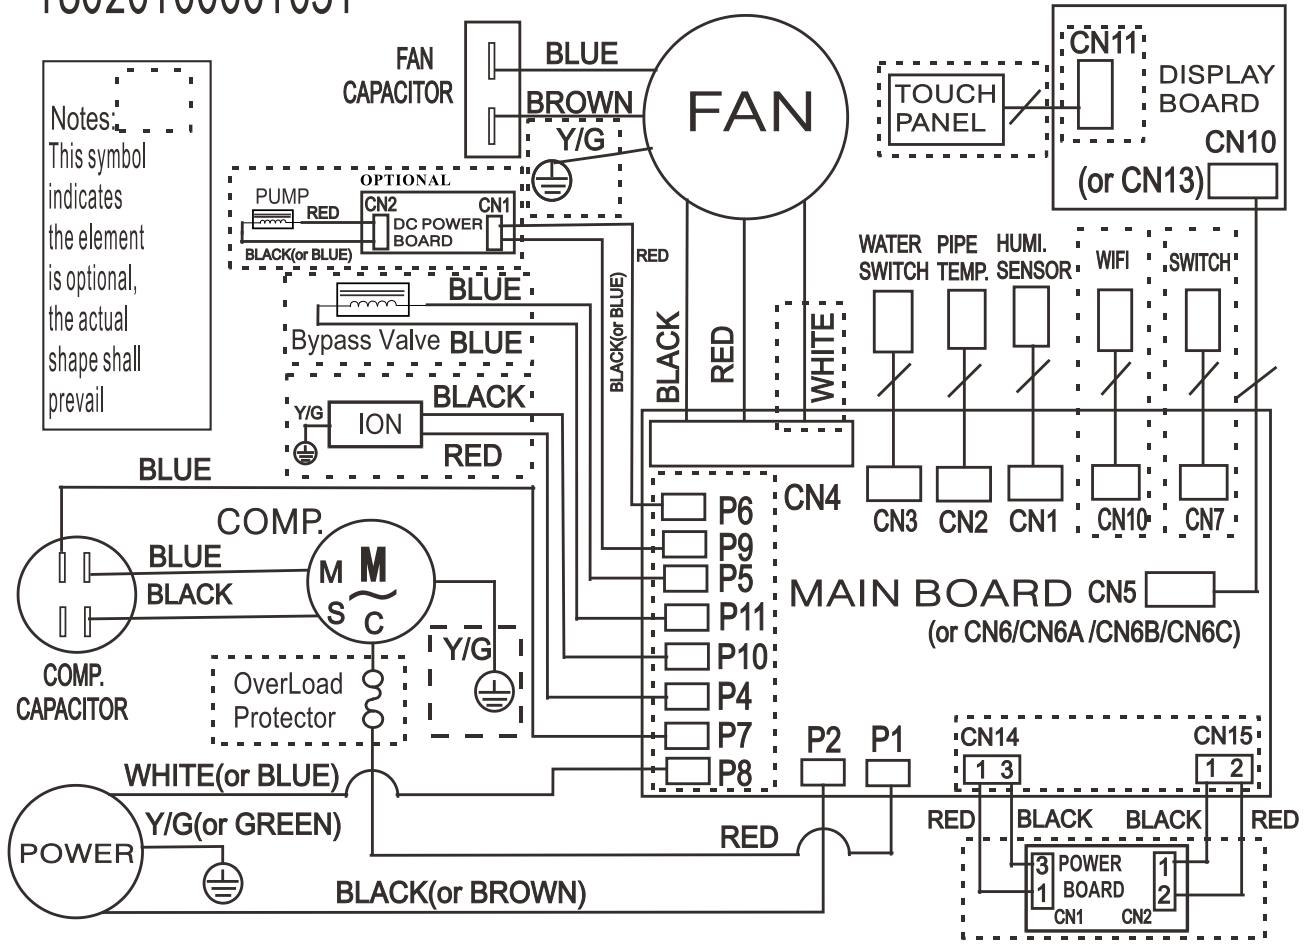 FAN
CAPACITOR
BLUE
BROWN
FAN
Y/G
Notes:
This symbol
indicates
the element
is optional,
the actual
shape shall
prevail
TOUCH
PANEL
CN11
DISPLAY
BOARD
CN10
(or CN13)
OPTIONAL
PUMP
RED
CN2
CN1
DC POWER
BOARD
BLACK(or BLUE)
RED
BLACK(or BLUE)
BLUE
Bypass Valve
BLUE
Y/G
ION
BLACK
RED
BLACK
RED
WHITE
WATER
SWITCH
PIPE
TEMP.
HUMI.
SENSOR
WIFI
SWITCH
CN4
CN3
CN2
CN1
CN10
CN7
P6
P9
P5
P11
P10
P4
P7
P8
MAIN BOARD
CN5
(or CN6/CN6A /CN6B/CN6C)
BLUE
COMP.
BLUE
BLACK
M
M
S
C
COMP.
CAPACITOR
Y/G
OverLoad
Protector
P2
P1
CN14
1 3
CN15
1 2
WHITE(or BLUE)
Y/G(or GREEN)
POWER
BLACK(or BROWN)
RED
RED
BLACK
BLACK
RED
3
1
POWER
BOARD
CN1
CN2
1
2